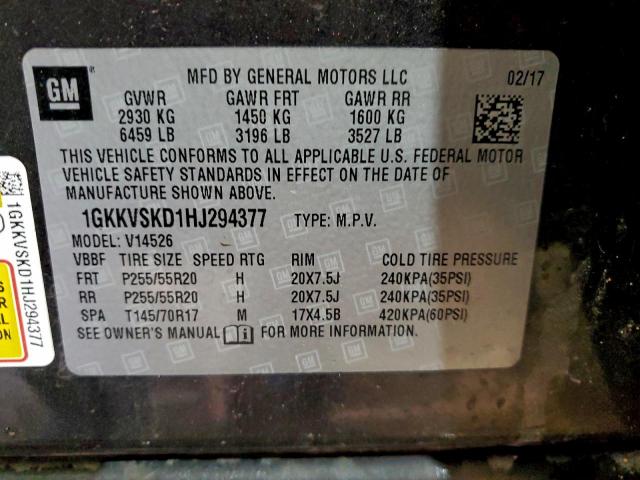 GM
MFD BY GENERAL MOTORS LLC 02/17
GVWR GAWR FRT GAWR RR
2930 KG 1450 KG 1600 KG
6459 LB 3196 LB 3527 LB
THIS VEHICLE CONFORMS TO ALL APPLICABLE U.S. FEDERAL MOTOR
VEHICLE SAFETY STANDARDS IN EFFECT ON THE DATE OF
MANUFACTURE SHOWN ABOVE.
1GKKVSKD1HJ294377 TYPE: M.P.V.
MODEL: V14526
VBBF TIRE SIZE SPEED RTG RIM COLD TIRE PRESSURE
FRT P255/55R20 H 20X7.5J 240KPA(35PSI)
RR P255/55R20 H 20X7.5J 240KPA(35PSI)
SPA T145/70R17 M 17X4.5B 420KPA(60PSI)
SEE OWNER'S MANUAL FOR MORE INFORMATION
1GKKVSKD1HJ294377